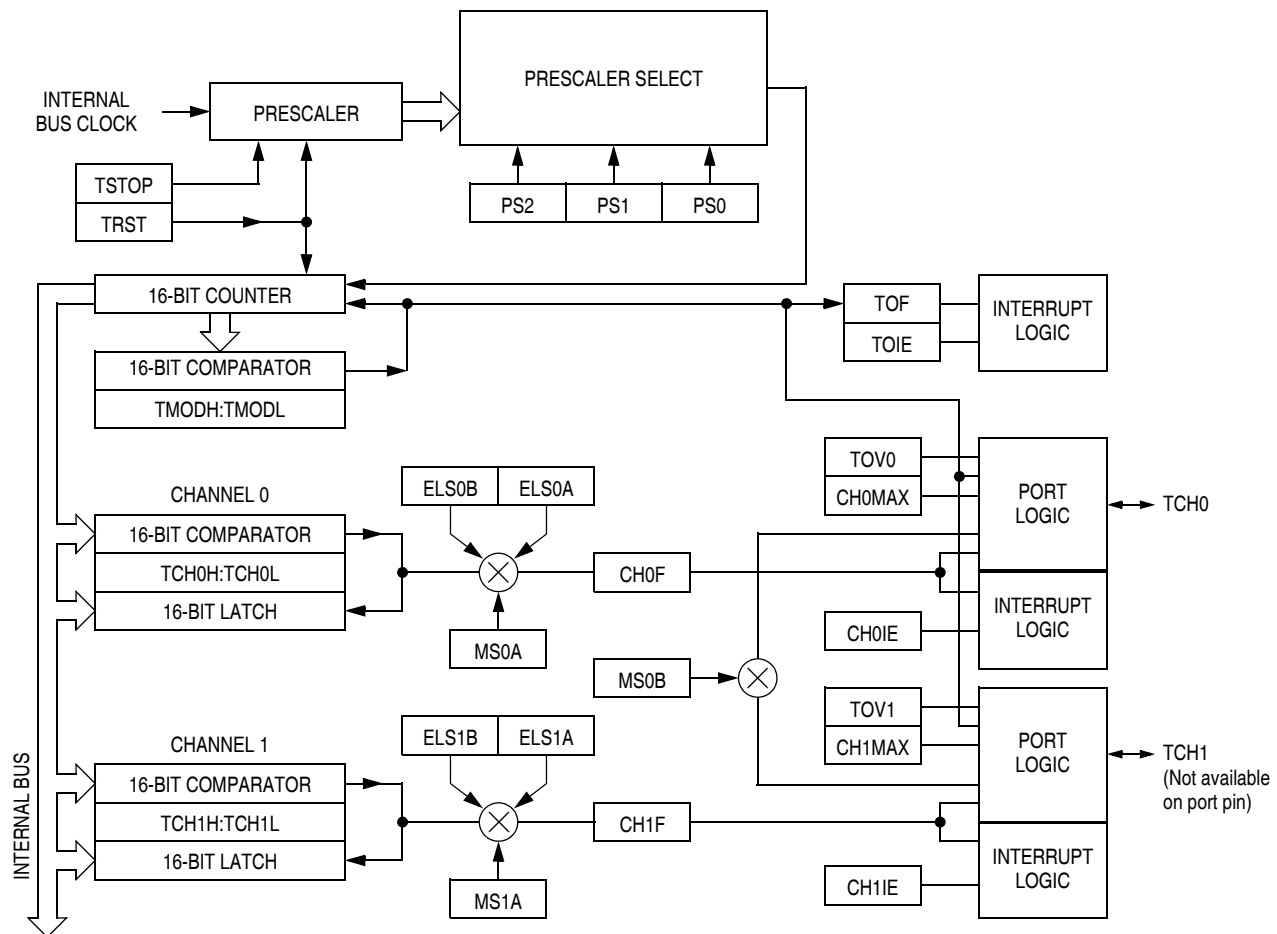 PRESCALER SELECT
INTERNAL
BUS CLOCK
PRESCALER
TSTOP
TRST
PS2
PS1
PS0
16-BIT COUNTER
16-BIT COMPARATOR
TMODH:TMODL
TOF
TOIE
INTERRUPT
LOGIC
CHANNEL 0
16-BIT COMPARATOR
TCH0H:TCH0L
16-BIT LATCH
ELS0B
ELS0A
MS0A
CH0F
TOV0
CH0MAX
PORT
LOGIC
TCH0
CH0IE
INTERRUPT
LOGIC
MS0B
CHANNEL 1
16-BIT COMPARATOR
TCH1H:TCH1L
16-BIT LATCH
ELS1B
ELS1A
MS1A
CH1F
TOV1
CH1MAX
PORT
LOGIC
TCH1
(Not available
on port pin)
CH1IE
INTERRUPT
LOGIC
INTERNAL BUS